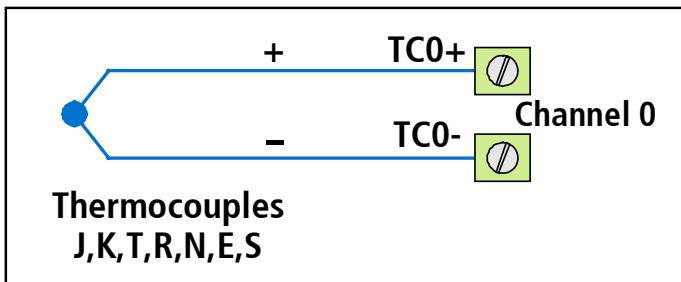 + TC0+
Channel 0
– TC0-
Thermocouples
J,K,T,R,N,E,S